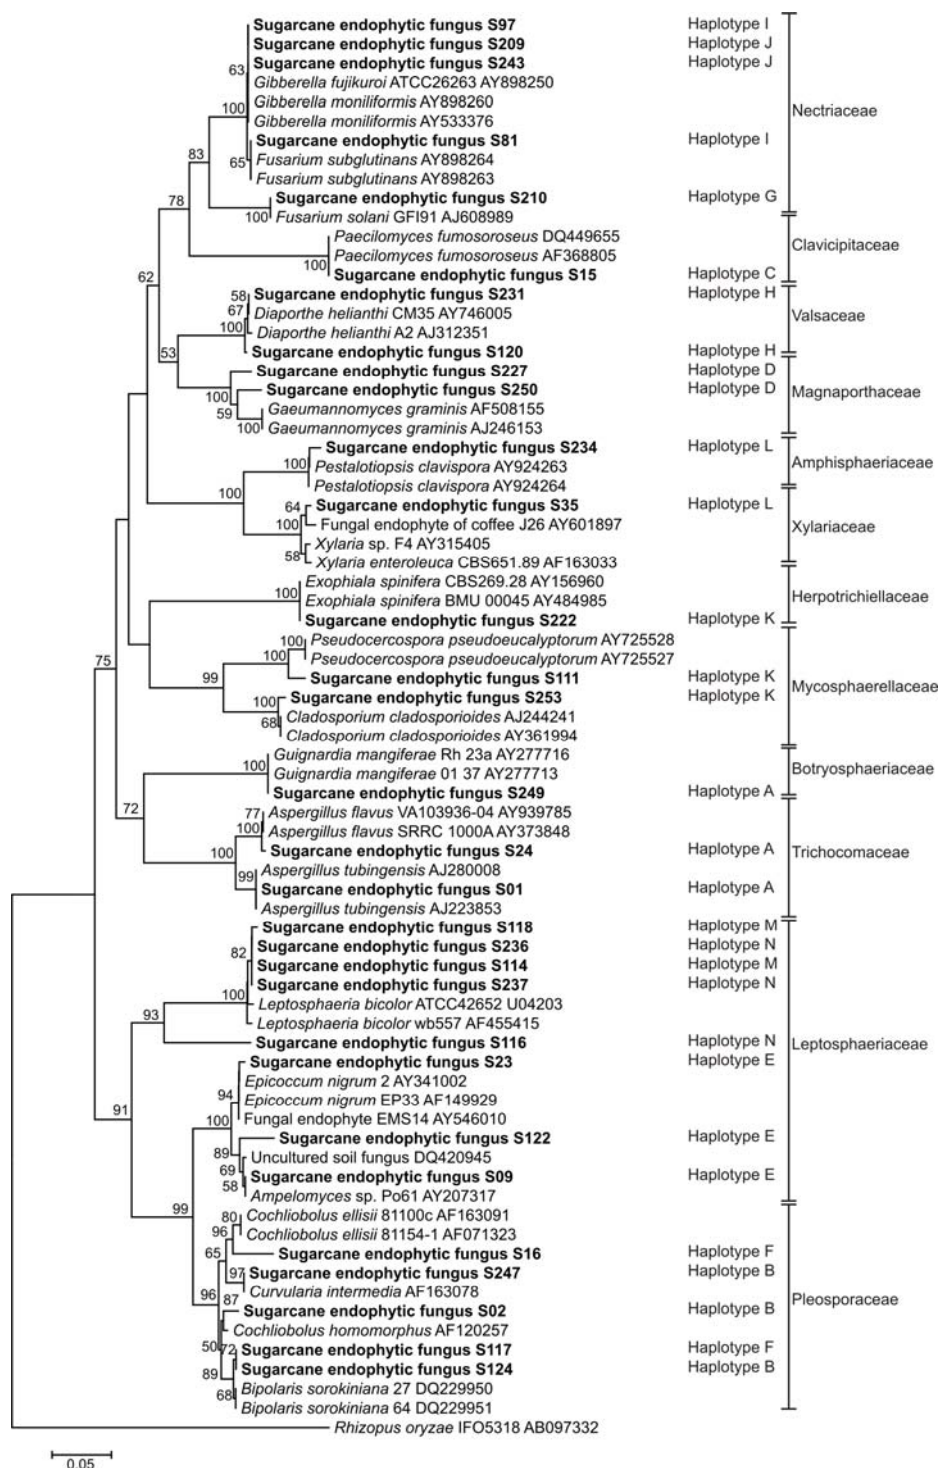 Sugarcane endophytic fungus S97 Haplotype I
Sugarcane endophytic fungus S209 Haplotype J
Sugarcane endophytic fungus S243 Haplotype J
63
Gibberella fujikuroi ATCC26263 AY898250
Gibberella moniliformis AY898260
100
Nectriaceae
Gibberella moniliformis AY533376
Sugarcane endophytic fungus S81 Haplotype I
83
65
Fusarium subglutinans AY898264
Fusarium subglutinans AY898263
78
Sugarcane endophytic fungus S210 Haplotype G
100
Fusarium solani GFI91 AJ608989
Paecilomyces fumosoroseus DQ449655
Clavicipitaceae
Paecilomyces fumosoroseus AF368805
100
62
Sugarcane endophytic fungus S15 Haplotype C
58
Sugarcane endophytic fungus S231 Haplotype H
67
Diaporthe helianthi CM35 AY746005
Valsaceae
100
Diaporthe helianthi A2 AJ312351
53
Sugarcane endophytic fungus S120 Haplotype H
Sugarcane endophytic fungus S227 Haplotype D
100
Sugarcane endophytic fungus S250 Haplotype D
Magnaporthaceae
59
Gaeumannomyces graminis AF508155
100
Gaeumannomyces graminis AJ246153
Sugarcane endophytic fungus S234 Haplotype L
100
Pestalotiopsis clavispora AY924263
Amphisphaeriaceae
Pestalotiopsis clavispora AY924264
100
64
Sugarcane endophytic fungus S35 Haplotype L
100
Fungal endophyte of coffee J26 AY601897
Xylariaceae
Xylaria sp. F4 AY315405
58
Xylaria enteroleuca CBS651.89 AF163033
Exophiala spinifera CBS269.28 AY156960
100
Exophiala spinifera BMU 00045 AY484985
Herpotrichiellaceae
Sugarcane endophytic fungus S222 Haplotype K
100
Pseudocercospora pseudoeucalyptorum AY725528
100
Pseudocercospora pseudoeucalyptorum AY725527
75
99
Sugarcane endophytic fungus S111 Haplotype K
Mycosphaerellaceae
100
Sugarcane endophytic fungus S253 Haplotype K
68
Cladosporium cladosporioides AJ244241
Cladosporium cladosporioides AY361994
Guignardia mangiferae Rh 23a AY277716
100
Guignardia mangiferae 01 37 AY277713
Botryosphaeriaceae
Sugarcane endophytic fungus S249 Haplotype A
72
77
Aspergillus flavus VA103936-04 AY939785
100
Aspergillus flavus SRRC 1000A AY373848
100
Sugarcane endophytic fungus S24 Haplotype A
Trichocomaceae
Aspergillus tubingensis AJ280008
99
Sugarcane endophytic fungus S01 Haplotype A
Aspergillus tubingensis AJ223853
Sugarcane endophytic fungus S118 Haplotype M
82
Sugarcane endophytic fungus S236 Haplotype N
Sugarcane endophytic fungus S114 Haplotype M
Sugarcane endophytic fungus S237 Haplotype N
100
Leptosphaeria bicolor ATCC42652 U04203
93
Leptosphaeria bicolor wb557 AF455415
Sugarcane endophytic fungus S116 Haplotype N
Leptosphaeriaceae
Sugarcane endophytic fungus S23 Haplotype E
Epicoccum nigrum 2 AY341002
94
Epicoccum nigrum EP33 AF149929
91
100
Fungal endophyte EMS14 AY546010
Sugarcane endophytic fungus S122 Haplotype E
89
Uncultured soil fungus DQ420945
69
Sugarcane endophytic fungus S09 Haplotype E
58
Ampelomyces sp. Po61 AY207317
99
80
Cochliobolus ellisii 81100c AF163091
96
Cochliobolus ellisii 81154-1 AF071323
65
Sugarcane endophytic fungus S16 Haplotype F
97
Sugarcane endophytic fungus S247 Haplotype B
96
Curvularia intermedia AF163078
Pleosporaceae
87
Sugarcane endophytic fungus S02 Haplotype B
Cochliobolus homomorphus AF120257
50
72
Sugarcane endophytic fungus S117 Haplotype F
89
Sugarcane endophytic fungus S124 Haplotype B
68
Bipolaris sorokiniana 27 DQ229950
Bipolaris sorokiniana 64 DQ229951
Rhizopus oryzae IFO5318 AB097332
0.05